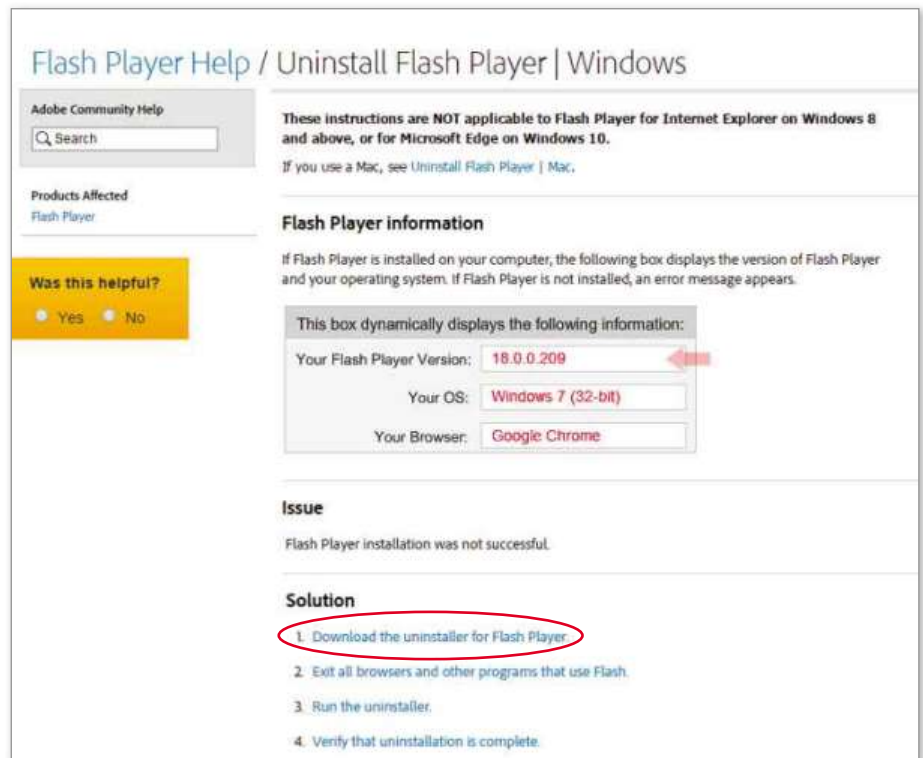 Flash Player Help / Uninstall Flash Player | Windows
Adobe Community Help
Search
Products Affected
Flash Player
Was this helpful?
Yes No
These instructions are NOT applicable to Flash Player for Internet Explorer on Windows 8
and above, or for Microsoft Edge on Windows 10.
If you use a Mac, see Uninstall Flash Player | Mac.
Flash Player information
If Flash Player is installed on your computer, the following box displays the version of Flash Player
and your operating system. If Flash Player is not installed, an error message appears.
This box dynamically displays the following information:
Your Flash Player Version: 18.0.0.209
Your OS: Windows 7 (32-bit)
Your Browser: Google Chrome
Issue
Flash Player installation was not successful.
Solution
1. Download the uninstaller for Flash Player.
2. Exit all browsers and other programs that use Flash.
3. Run the uninstaller.
4. Verify that uninstallation is complete.